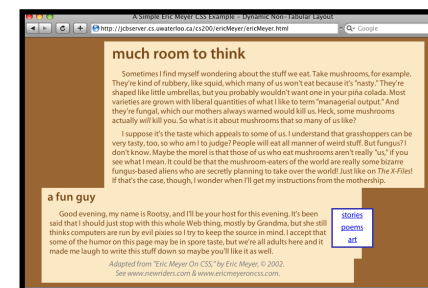 A Simple Eric Meyer CSS Example – Dynamic Non-Tabular Layout
http://jcbserver.cs.uwaterloo.ca/cs200/ericMeyer/ericMeyer.html
Google
much room to think
Sometimes I find myself wondering about the stuff we eat. Take mushrooms, for example.
They're kind of rubbery, like squid, which many of us won't eat because it's "nasty." They're
shaped like little umbrellas, but you probably wouldn't want one in your piña colada. Most
varieties are grown with liberal quantities of what I like to term "managerial output." And
they're fungal, which our mothers always warned would kill us. Heck, some mushrooms
actually will kill you. So what is it about mushrooms that so many of us like?
I suppose it's the taste which appeals to some of us. I understand that grasshoppers can be
very tasty, too, so who am I to judge? People will eat all manner of weird stuff. But fungus? I
don't know. Maybe the morel is that those of us who eat mushrooms aren't really "us," if you
see what I mean. It could be that the mushroom-eaters of the world are really some bizarre
fungus-based aliens who are secretly planning to take over the world! Just like on The X-Files!
If that's the case, though, I wonder when I'll get my instructions from the mothership.
a fun guy
Good evening, my name is Rootsy, and I'll be your host for this evening. It's been
said that I should just stop with this whole Web thing, mostly by Grandma, but she still
thinks computers are run by evil pixies so I try to keep the source in mind. I accept that
some of the humor on this page may be in spore taste, but we're all adults here and it
made me laugh to write this stuff down so maybe you'll like it as well.
stories
poems
art
Adapted from "Eric Meyer On CSS," by Eric Meyer, © 2002.
See www.newriders.com & www.ericmeyeroncss.com.